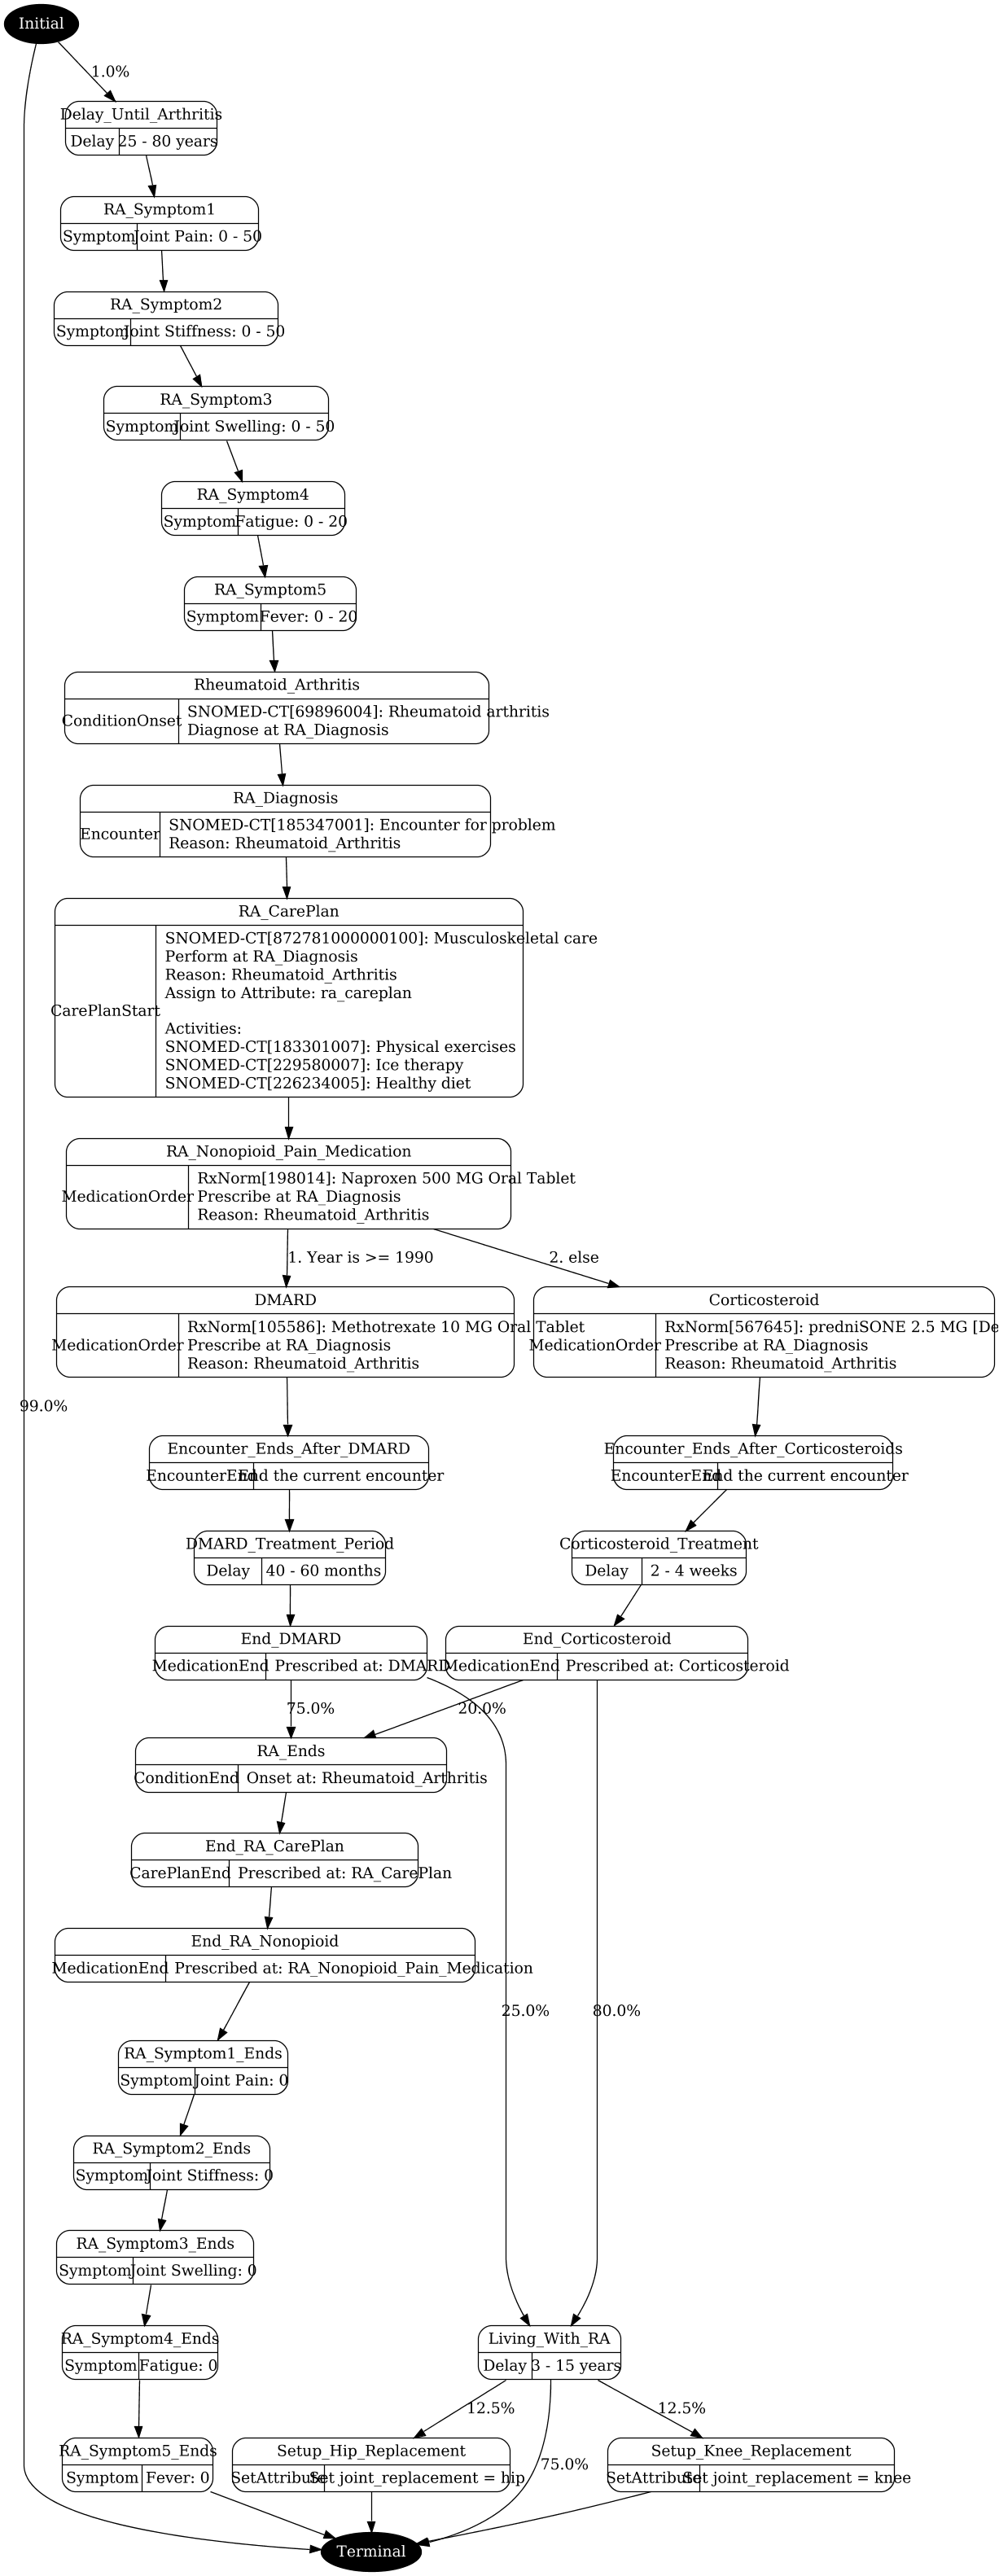 Initial
1.0%
Delay_Until_Arthritis
Delay 25 - 80 years
RA_Symptom1
Symptom Joint Pain: 0 - 50
RA_Symptom2
Symptom Joint Stiffness: 0 - 50
RA_Symptom3
Symptom Joint Swelling: 0 - 50
RA_Symptom4
Symptom Fatigue: 0 - 20
RA_Symptom5
Symptom Fever: 0 - 20
Rheumatoid_Arthritis
ConditionOnset
SNOMED-CT[69896004]: Rheumatoid arthritis
Diagnose at RA_Diagnosis
RA_Diagnosis
Encounter
SNOMED-CT[185347001]: Encounter for problem
Reason: Rheumatoid_Arthritis
RA_CarePlan
CarePlanStart
SNOMED-CT[872781000000100]: Musculoskeletal care
Perform at RA_Diagnosis
Reason: Rheumatoid_Arthritis
Assign to Attribute: ra_careplan
Activities:
SNOMED-CT[183301007]: Physical exercises
SNOMED-CT[229580007]: Ice therapy
SNOMED-CT[226234005]: Healthy diet
RA_Nonopioid_Pain_Medication
MedicationOrder
RxNorm[198014]: Naproxen 500 MG Oral Tablet
Prescribe at RA_Diagnosis
Reason: Rheumatoid_Arthritis
1. Year is >= 1990
2. else
DMARD
MedicationOrder
RxNorm[105586]: Methotrexate 10 MG Oral Tablet
Prescribe at RA_Diagnosis
Reason: Rheumatoid_Arthritis
Corticosteroid
MedicationOrder
RxNorm[567645]: predniSONE 2.5 MG [De
Prescribe at RA_Diagnosis
Reason: Rheumatoid_Arthritis
99.0%
Encounter_Ends_After_DMARD
EncounterEnd End the current encounter
Encounter_Ends_After_Corticosteroids
EncounterEnd End the current encounter
DMARD_Treatment_Period
Delay 40 - 60 months
Corticosteroid_Treatment
Delay 2 - 4 weeks
End_DMARD
MedicationEnd Prescribed at: DMARD
End_Corticosteroid
MedicationEnd Prescribed at: Corticosteroid
75.0%
20.0%
RA_Ends
ConditionEnd Onset at: Rheumatoid_Arthritis
End_RA_CarePlan
CarePlanEnd Prescribed at: RA_CarePlan
End_RA_Nonopioid
MedicationEnd Prescribed at: RA_Nonopioid_Pain_Medication
25.0%
80.0%
RA_Symptom1_Ends
Symptom Joint Pain: 0
RA_Symptom2_Ends
Symptom Joint Stiffness: 0
RA_Symptom3_Ends
Symptom Joint Swelling: 0
RA_Symptom4_Ends
Symptom Fatigue: 0
Living_With_RA
Delay 3 - 15 years
12.5%
12.5%
75.0%
RA_Symptom5_Ends
Symptom Fever: 0
Setup_Hip_Replacement
SetAttribute Set joint_replacement = hip
Setup_Knee_Replacement
SetAttribute Set joint_replacement = knee
Terminal